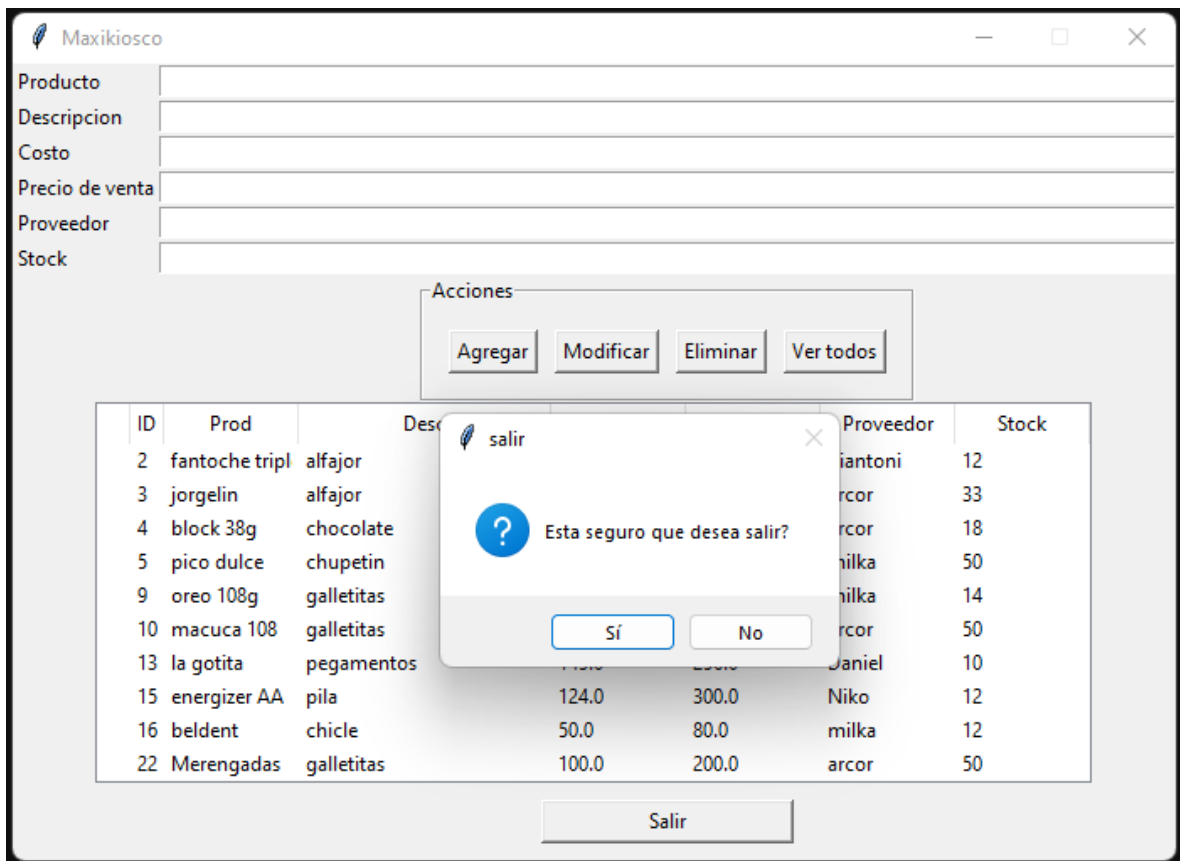 Maxikiosco
Producto
Descripcion
Costo
Precio de venta
Proveedor
Stock
Acciones
Agregar Modificar Eliminar Ver todos
ID Prod Proveedor Stock
2 fantoche tripl alfajor 12
3 jorgelin alfajor 33
4 block 38g chocolate 18
5 pico dulce chupetin 50
9 oreo 108g galletitas 14
10 macuca 108 galletitas 50
13 la gotita pegamentos Daniel 10
15 energizer AA pila 124.0 300.0 Niko 12
16 beldent chicle 50.0 80.0 milka 12
22 Merengadas galletitas 100.0 200.0 arcor 50
salir
Esta seguro que desea salir?
Sí No
Salir